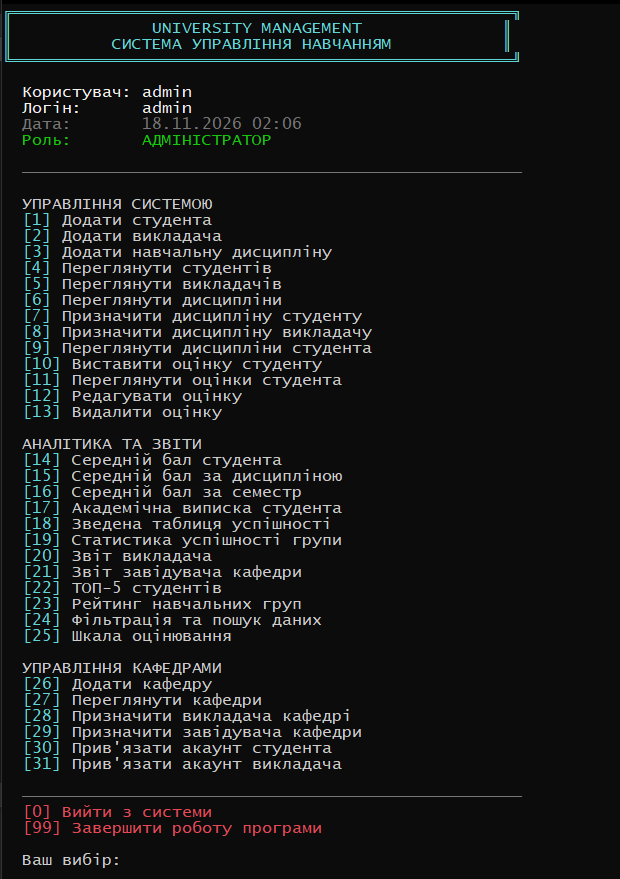 UNIVERSITY MANAGEMENT
СИСТЕМА УПРАВЛІННЯ НАВЧАННЯМ
Користувач: admin
Логін: admin
Дата: 18.11.2026 02:06
Роль: АДМІНІСТРАТОР
УПРАВЛІННЯ СИСТЕМОЮ
[1] Додати студента
[2] Додати викладача
[3] Додати навчальну дисципліну
[4] Переглянути студентів
[5] Переглянути викладачів
[6] Переглянути дисципліни
[7] Призначити дисципліну студенту
[8] Призначити дисципліну викладачу
[9] Переглянути дисципліни студента
[10] Виставити оцінку студенту
[11] Переглянути оцінки студента
[12] Редагувати оцінку
[13] Видалити оцінку
АНАЛІТИКА ТА ЗВІТИ
[14] Середній бал студента
[15] Середній бал за дисципліною
[16] Середній бал за семестр
[17] Академічна виписка студента
[18] Зведена таблиця успішності
[19] Статистика успішності групи
[20] Звіт викладача
[21] Звіт завідувача кафедри
[22] ТОП-5 студентів
[23] Рейтинг навчальних груп
[24] Фільтрація та пошук даних
[25] Шкала оцінювання
УПРАВЛІННЯ КАФЕДРАМИ
[26] Додати кафедру
[27] Переглянути кафедри
[28] Призначити викладача кафедрі
[29] Призначити завідувача кафедри
[30] Прив'язати акаунт студента
[31] Прив'язати акаунт викладача
[0] Вийти з системи
[99] Завершити роботу програми
Ваш вибір: